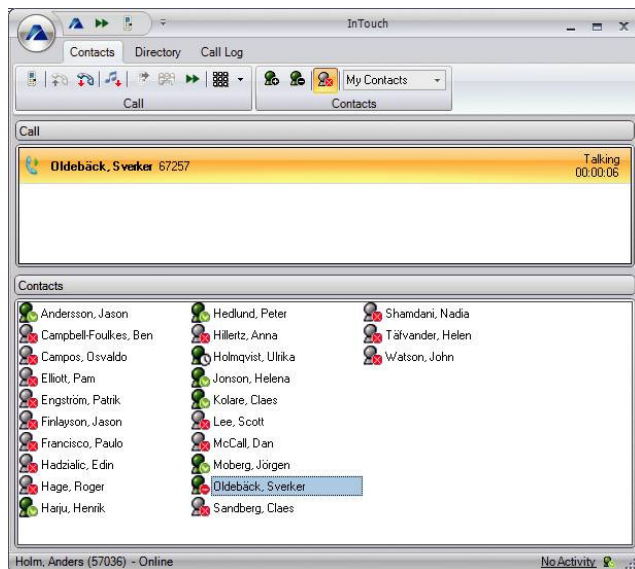 InTouch
Contacts Directory Call Log
My Contacts
Call Contacts
Call
Oldebäck, Sverker 67257 Talking
00:00:06
Contacts
Andersson, Jason
Campbell-Foulkes, Ben
Campos, Osvaldo
Elliott, Pam
Engström, Patrik
Finlayson, Jason
Francisco, Paulo
Hadzialic, Edin
Hage, Roger
Harju, Henrik
Hedlund, Peter
Hillertz, Anna
Holmqvist, Ulrika
Jonson, Helena
Kolare, Claes
Lee, Scott
McCall, Dan
Moberg, Jörgen
Oldebäck, Sverker
Sandberg, Claes
Shamdani, Nadia
Täfvander, Helen
Watson, John
Holm, Anders (57036) - Online No Activity